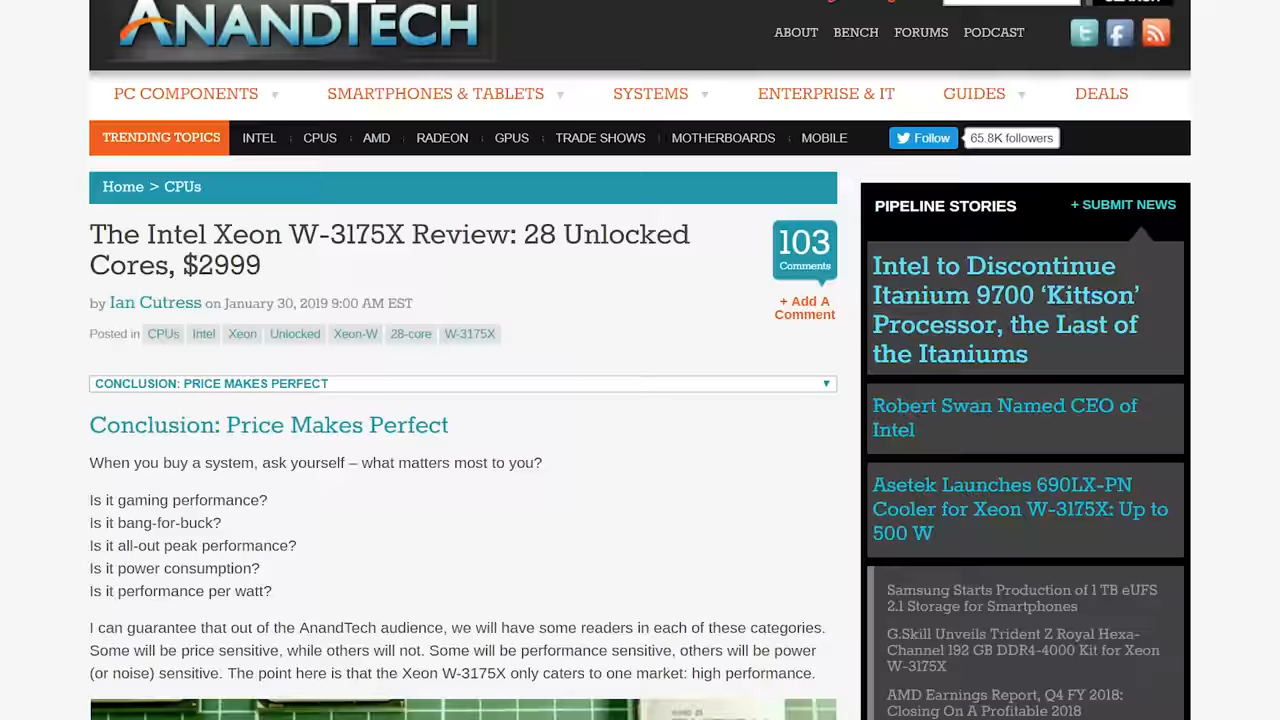 ANANDTECH
ABOUT BENCH FORUMS PODCAST
PC COMPONENTS SMARTPHONES & TABLETS SYSTEMS ENTERPRISE & IT GUIDES DEALS
TRENDING TOPICS INTEL CPUS AMD RADEON GPUS TRADE SHOWS MOTHERBOARDS MOBILE Follow 65.8K followers
Home > CPUs
The Intel Xeon W-3175X Review: 28 Unlocked
Cores, $2999
103
Comments
+ Add A
Comment
by Ian Cutress on January 30, 2019 9:00 AM EST
Posted in CPUs Intel Xeon Unlocked Xeon-W 28-core W-3175X
CONCLUSION: PRICE MAKES PERFECT
Conclusion: Price Makes Perfect
When you buy a system, ask yourself – what matters most to you?
Is it gaming performance?
Is it bang-for-buck?
Is it all-out peak performance?
Is it power consumption?
Is it performance per watt?
I can guarantee that out of the AnandTech audience, we will have some readers in each of these categories.
Some will be price sensitive, while others will not. Some will be performance sensitive, others will be power
(or noise) sensitive. The point here is that the Xeon W-3175X only caters to one market: high performance.
PIPELINE STORIES + SUBMIT NEWS
Intel to Discontinue
Itanium 9700 ‘Kittson’
Processor, the Last of
the Itaniums
Robert Swan Named CEO of
Intel
Asetek Launches 690LX-PN
Cooler for Xeon W-3175X: Up to
500 W
Samsung Starts Production of 1 TB eUFS
2.1 Storage for Smartphones
G.Skill Unveils Trident Z Royal Hexa-
Channel 192 GB DDR4-4000 Kit for Xeon
W-3175X
AMD Earnings Report, Q4 FY 2018:
Closing On A Profitable 2018